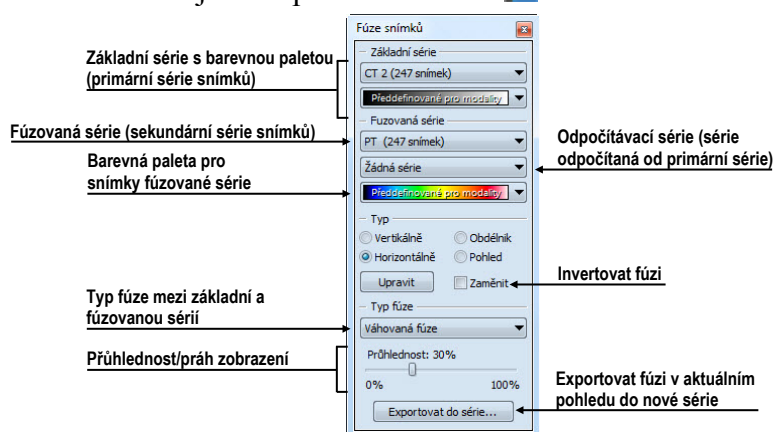 Fúze snímků
Základní série s barevnou paletou
(primární série snímků)
Fúzovaná série (sekundární série snímků)
Barevná paleta pro
snímky fúzované série
Typ fúze mezi základní a
fúzovanou sérií
Přůhlednost/práh zobrazení
Základní série
CT 2 (247 snímek)
Předdefinované pro modality
Fuzovaná série
PT (247 snímek)
Žádná série
Předdefinované pro modality
Typ
Vertikálně
Obdélnik
Horizontálně
Pohled
Upravit
Zaměnit
Typ fúze
Váhovaná fúze
Průhlednost: 30%
0%
100%
Exportovat do série...
Odpočítávací série (série
odpočítaná od primární série)
Invertovat fúzi
Exportovat fúzi v aktuálním
pohledu do nové série